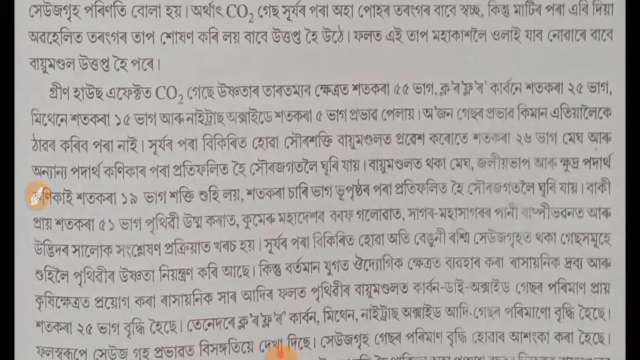 সেউজগৃহ পৰিণতি বোলা হয়। অৰ্থাৎ CO₂ গেছ সূৰ্যৰ পৰা অহা পোহৰ তৰংগৰ বাবে স্বচ্ছ, কিন্তু মাটিৰ পৰা এৰি দিয়া
অৱহেলিত তৰংগৰ তাপ শোষণ কৰি লয় বাবে উত্তপ্ত হৈ উঠে। ফলত এই তাপ মহাকাশলৈ ওলাই যাব নোৱাৰে বাবে
বায়ুমণ্ডল উত্তপ্ত হৈ পৰে।
গ্ৰীণ হাউছ এফেক্টত CO₂ গেছে উষ্ণতাৰ তাৰতম্যৰ ক্ষেত্ৰত শতকৰা ৫৫ ভাগ, ক্ল'ৰ'ফ্ল'ৰ' কাৰ্বনে শতকৰা ২৫ ভাগ,
মিথেনে শতকৰা ১৫ ভাগ আৰু নাইট্ৰাছ অক্সাইডে শতকৰা ৫ ভাগ প্ৰভাৱ পেলায়। অ'জন গেছৰ প্ৰভাৱ কিমান এতিয়ালৈকে
ঠাৱৰ কৰিব পৰা নাই। সূৰ্যৰ পৰা বিকিৰিত হোৱা সৌৰশক্তি বায়ুমণ্ডলত প্ৰৱেশ কৰোতে শতকৰা ২৬ ভাগ মেঘ আৰু
অন্যান্য পদাৰ্থ কণিকাৰ পৰা প্ৰতিফলিত হৈ সৌৰজগতলৈ ঘূৰি যায়। বায়ুমণ্ডলত থকা মেঘ, জলীয়ভাপ আৰু ক্ষুদ্ৰ পদাৰ্থ
কণিকাই শতকৰা ১৯ ভাগ শক্তি শুহি লয়, শতকৰা চাৰি ভাগ ভূপৃষ্ঠৰ পৰা প্ৰতিফলিত হৈ সৌৰজগতলৈ ঘূৰি যায়। বাকী
প্ৰায় শতকৰা ৫১ ভাগ পৃথিৱী উষ্ম কৰাত, কুমেৰু মহাদেশৰ বৰফ গলোৱাত, সাগৰ-মহাসাগৰৰ পানী বাষ্পীভৱনত আৰু
উদ্ভিদৰ সালোক সংশ্লেষণ প্ৰক্ৰিয়াত খৰচ হয়। সূৰ্যৰ পৰা বিকিৰিত হোৱা অতি বেঙুনী ৰশ্মি সেউজগৃহত থকা গেছসমূহে
শুহিলৈ পৃথিৱীৰ উষ্ণতা নিয়ন্ত্ৰণ কৰি আছে। কিন্তু বৰ্তমান যুগত ঔদ্যোগিক ক্ষেত্ৰত ব্যৱহাৰ কৰা ৰাসায়নিক দ্ৰব্য আৰু
কৃষিক্ষেত্ৰত প্ৰয়োগ কৰা ৰাসায়নিক সাৰ আদিৰ ফলত পৃথিৱীৰ বায়ুমণ্ডলত কাৰ্বন-ডাই-অক্সাইড গেছৰ পৰিমাণ প্ৰায়
শতকৰা ২৫ ভাগ বৃদ্ধি হৈছে। তেনেদৰে ক্ল'ৰ'ফ্ল'ৰ' কাৰ্বন, মিথেন, নাইট্ৰাছ অক্সাইড আদি গেছৰ পৰিমাণো বৃদ্ধি হৈছে।
ফলস্বৰূপে সেউজ গৃহ প্ৰভাৱত বিসঙ্গতিয়ে দেখা দিছে। সেউজগৃহ গেছৰ পৰিমাণ বৃদ্ধি হোৱাৰ আশংকা কৰা হৈছে।